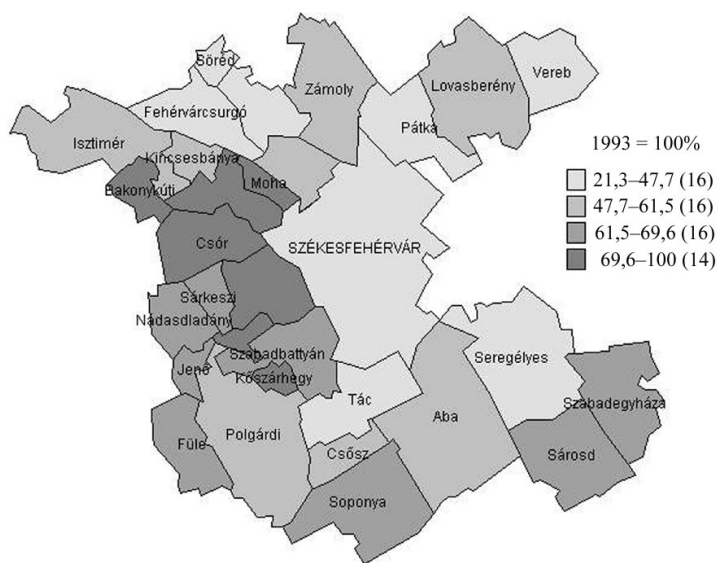 Söréd
Zámoly
Lovasberény
Vereb
Fehérvárcsurgó
Pátka
Isztimér
Kincsesbánya
Bakonykúti
Moha
Csór
SZÉKESFEHÉRVÁR
Sárkeszi
Nádasdladány
Szabadbattyán
Jenő
Kőszárhegy
Seregélyes
Tác
Aba
Szabadegyháza
Füle
Polgárdi
Csősz
Sárosd
Soponya
1993 = 100%
21,3–47,7 (16)
47,7–61,5 (16)
61,5–69,6 (16)
69,6–100 (14)